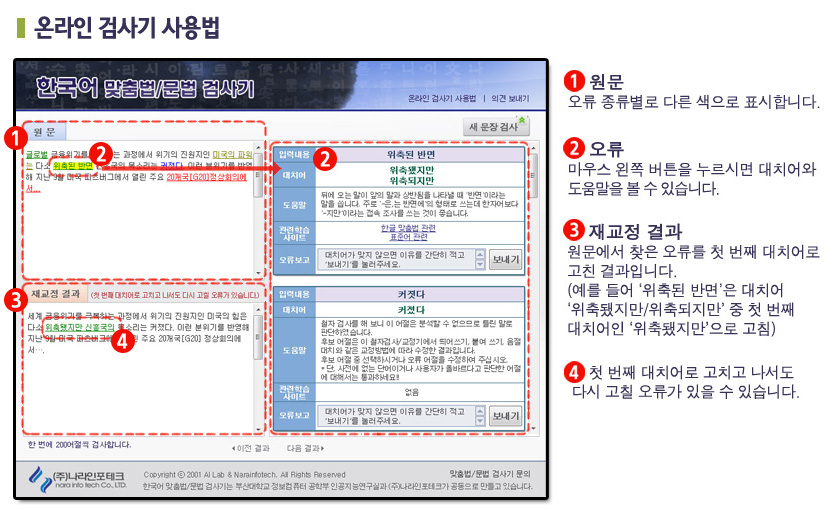 온라인 검사기 사용법
한국어 맞춤법/문법 검사기
온라인 검사기 사용법 | 의견 보내기
새 문장 검사
1
원 문
글로벌 금융위기를 는 과정에서 위기의 진원지인 미국의 파워
는 다소 위축된 반면 국의 목소리는 커졋다. 이런 분위기를 반영
해 지난 9월 미국 피츠버그에서 열린 주요 20개국[G20]정상회의에
서...
2
2
입력내용 위축된 반면
대치어 위축됐지만
위축되지만
도움말 뒤에 오는 말이 앞의 말과 상반됨을 나타낼 때 '반면'이라는
말을 씁니다. 주로 '-은,는 반면에'의 형태로 쓰는데 한자어보다
'-지만'이라는 접속 조사를 쓰는 것이 좋습니다.
관련학습
사이트
한글 맞춤법 관련
표준어 관련
오류보고 대치어가 맞지 않으면 이유를 간단히 적고
'보내기'를 눌러주세요.
보내기
3
재교정 결과 (첫 번째 대치어로 고치고 나서도 다시 고칠 오류가 있습니다.)
세계 금융위기를 극복하는 과정에서 위기의 진원지인 미국의 힘은
다소 위축됐지만 신흥국의 목소리는 커졌다. 이런 분위기를 반영해
지난 9월 미국 피츠버그에 린 주요 20개국[G20] 정상회의에
서….
4
입력내용 커졋다
대치어 커졌다
도움말 철자 검사를 해 보니 이 어절은 분석할 수 없으므로 틀린 말로
판단하였습니다.
후보 어절은 이 철자검사/교정기에서 띄어쓰기, 붙여 쓰기, 음절
대치와 같은 교정방법에 따라 수정한 결과입니다.
후보 어절 중 선택하시거나 오류 어절을 수정하여 주십시오.
* 단, 사전에 없는 단어이거나 사용자가 올바르다고 판단한 어절
에 대해서는 통과하세요!!
관련학습
사이트
없음
오류보고 대치어가 맞지 않으면 이유를 간단히 적고
'보내기'를 눌러주세요.
보내기
한 번에 200어절씩 검사합니다.
이전 결과 다음 결과
(주)나라인포테크
nara info tech Co., LTD.
Copyright ⓒ 2001 AI Lab & Narainfotech. All Rights Reserved
맞춤법/문법 검사기 문의
한국어 맞춤법/문법 검사기는 부산대학교 정보컴퓨터 공학부 인공지능연구실과 (주)나라인포테크가 공동으로 만들고 있습니다.
1 원문
오류 종류별로 다른 색으로 표시합니다.
2 오류
마우스 왼쪽 버튼을 누르시면 대치어와
도움말을 볼 수 있습니다.
3 재교정 결과
원문에서 찾은 오류를 첫 번째 대치어로
고친 결과입니다.
(예를 들어 '위축된 반면'은 대치어
'위축됐지만/위축되지만' 중 첫 번째
대치어인 '위축됐지만'으로 고침)
4 첫 번째 대치어로 고치고 나서도
다시 고칠 오류가 있을 수 있습니다.